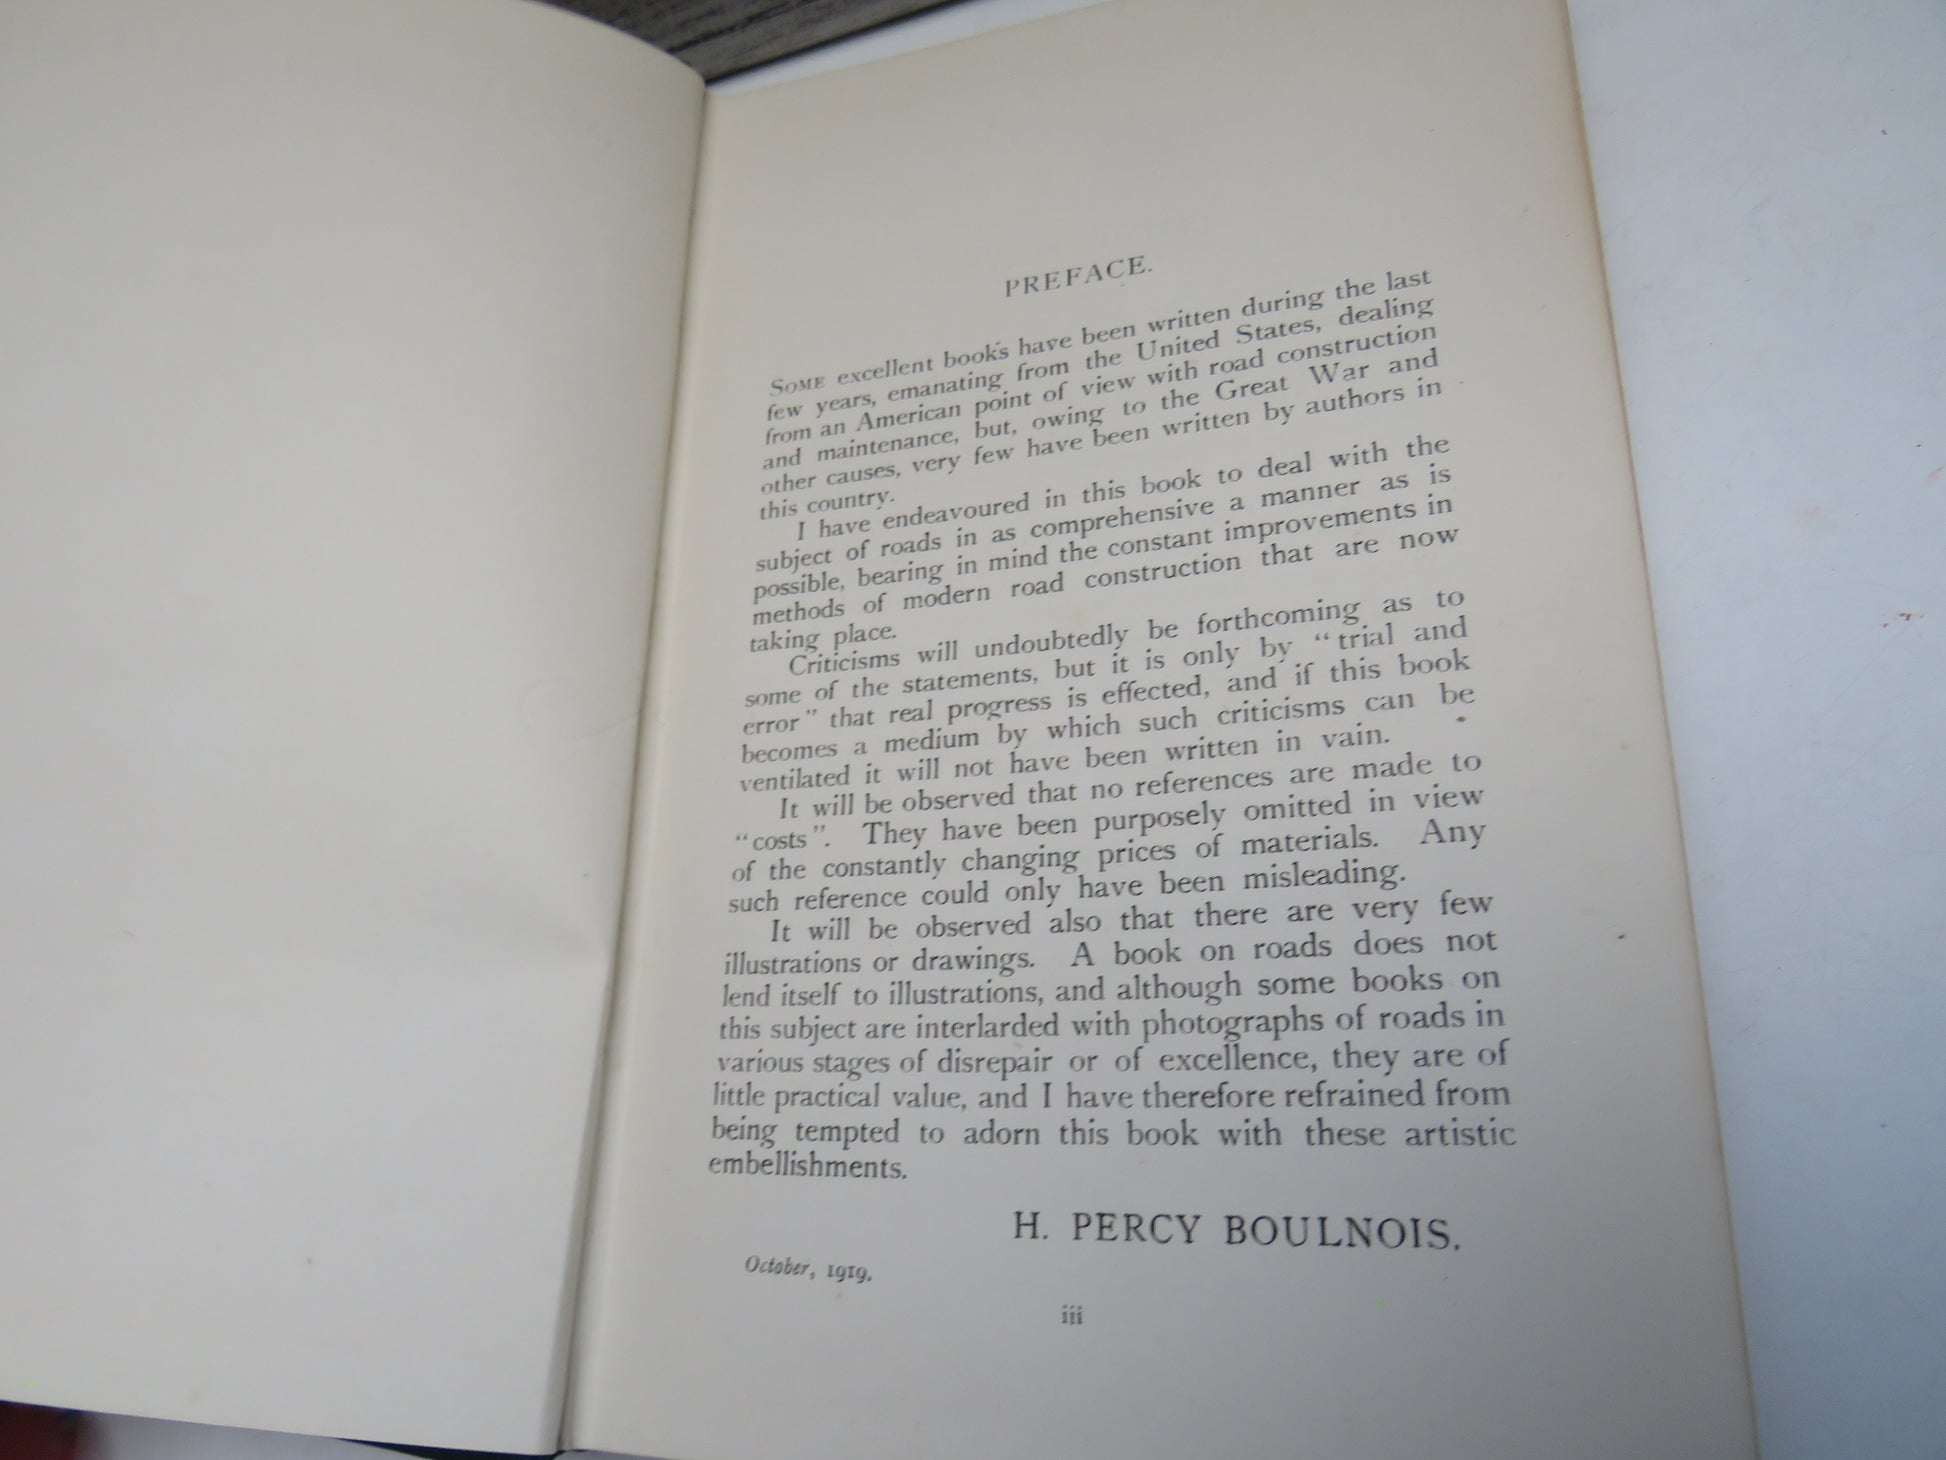 PREFACE.
SOME excellent books have been written during the last
few years, emanating from the United States, dealing
from an American point of view with road construction
and maintenance, but, owing to the Great War and
other causes, very few have been written by authors in
this country.
I have endeavoured in this book to deal with the
subject of roads in as comprehensive a manner as is
possible, bearing in mind the constant improvements in
methods of modern road construction that are now
taking place.
Criticisms will undoubtedly be forthcoming as to
some of the statements, but it is only by "trial and
error" that real progress is effected, and if this book
becomes a medium by which such criticisms can be
ventilated it will not have been written in vain.
It will be observed that no references are made to
"costs". They have been purposely omitted in view
of the constantly changing prices of materials. Any
such reference could only have been misleading.
It will be observed also that there are very few
illustrations or drawings. A book on roads does not
lend itself to illustrations, and although some books on
this subject are interlarded with photographs of roads in
various stages of disrepair or of excellence, they are of
little practical value, and I have therefore refrained from
being tempted to adorn this book with these artistic
embellishments.
H. PERCY BOULNOIS.
October, 1919.
iii